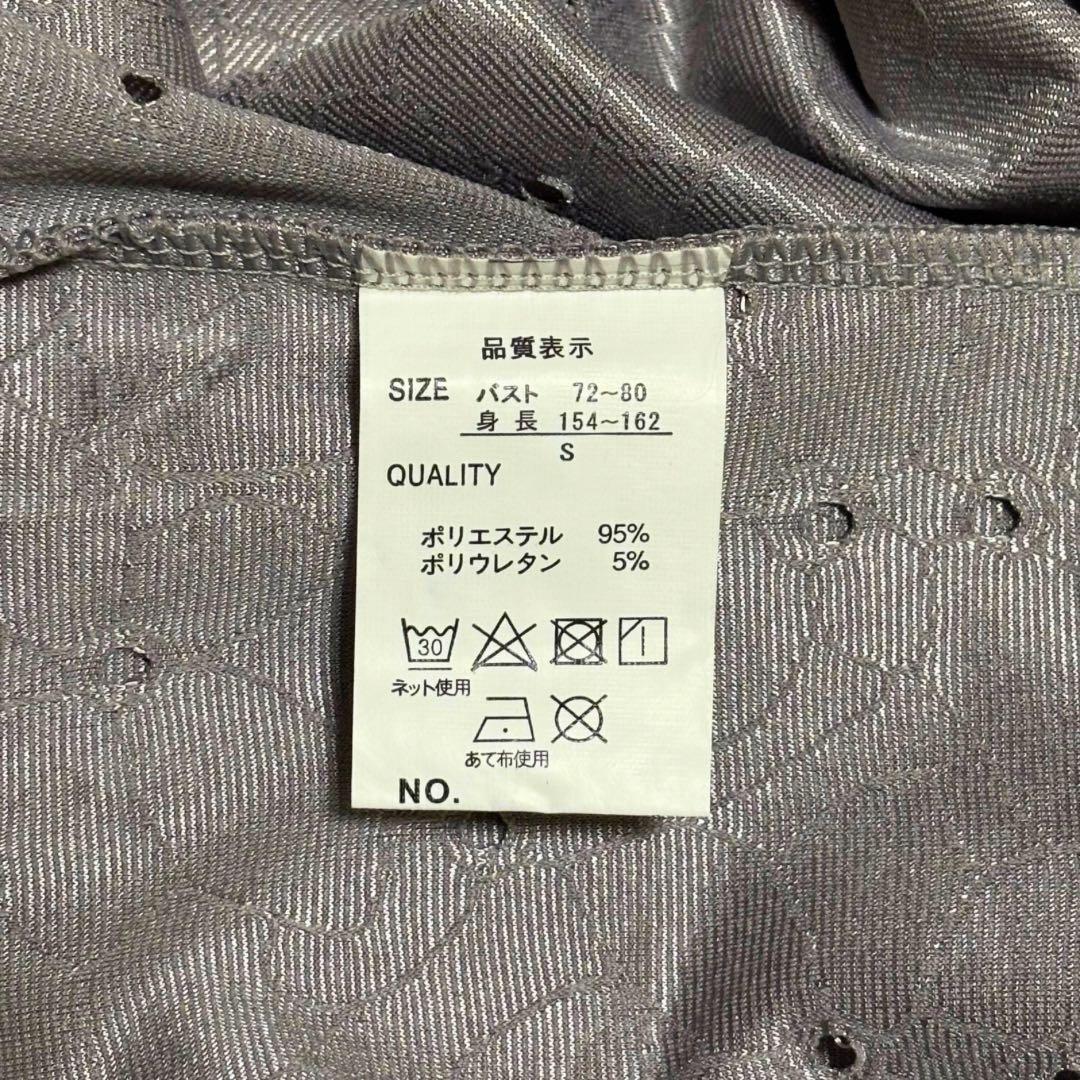 品質表示
SIZE バスト 72～80
身長 154～162
S
QUALITY
ポリエステル 95%
ポリウレタン 5%
30
ネット使用
あて布使用
NO.